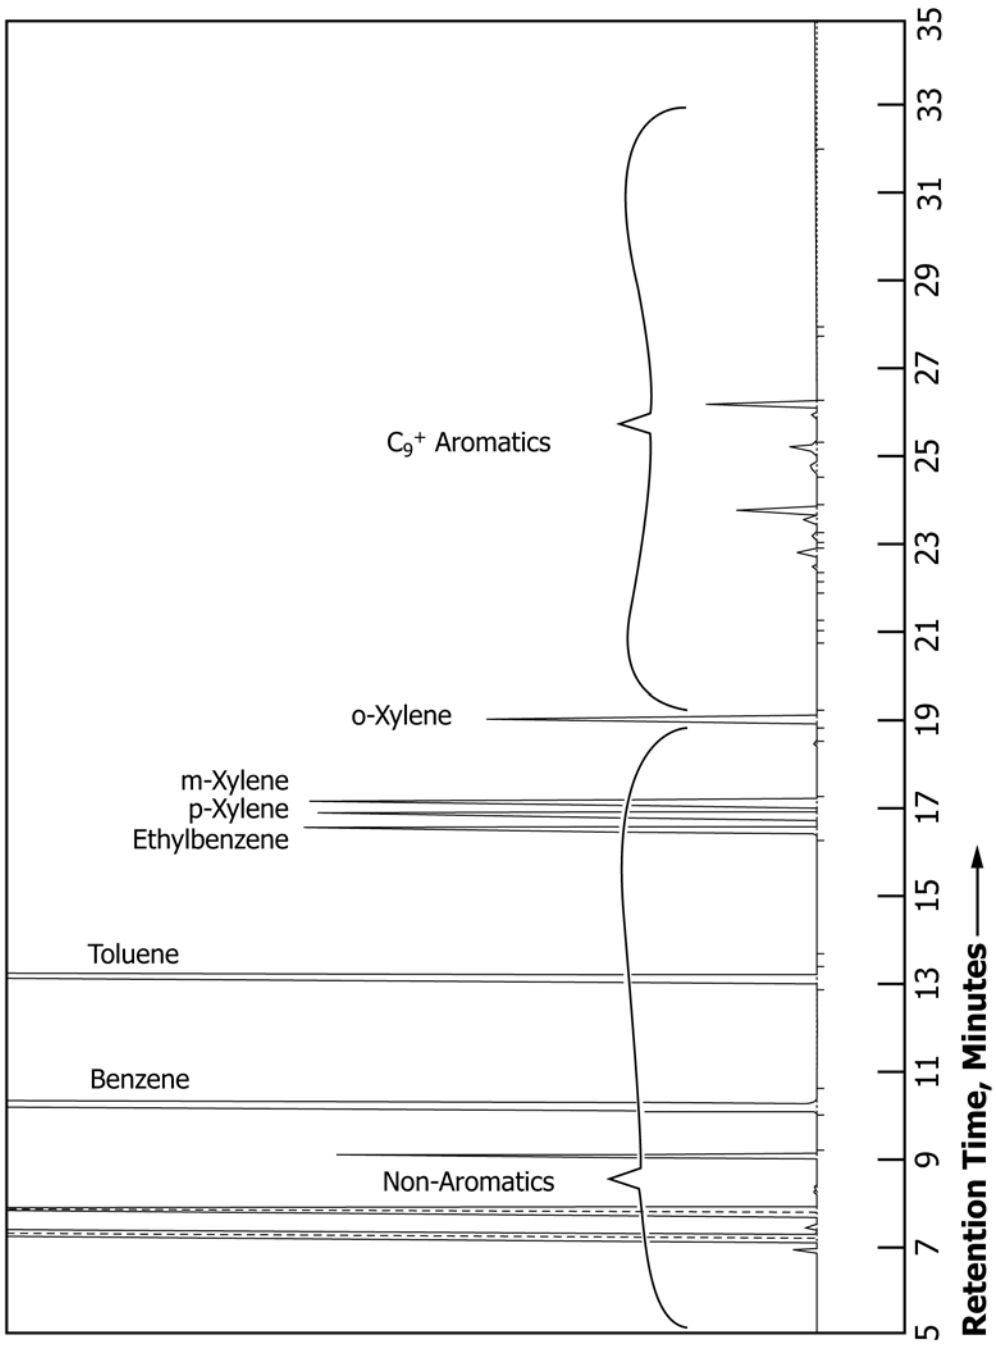 C₉⁺ Aromatics
o-Xylene
m-Xylene
p-Xylene
Ethylbenzene
Toluene
Benzene
Non-Aromatics
35
33
31
29
27
25
23
21
19
17
15
13
11
9
7
5
Retention Time, Minutes